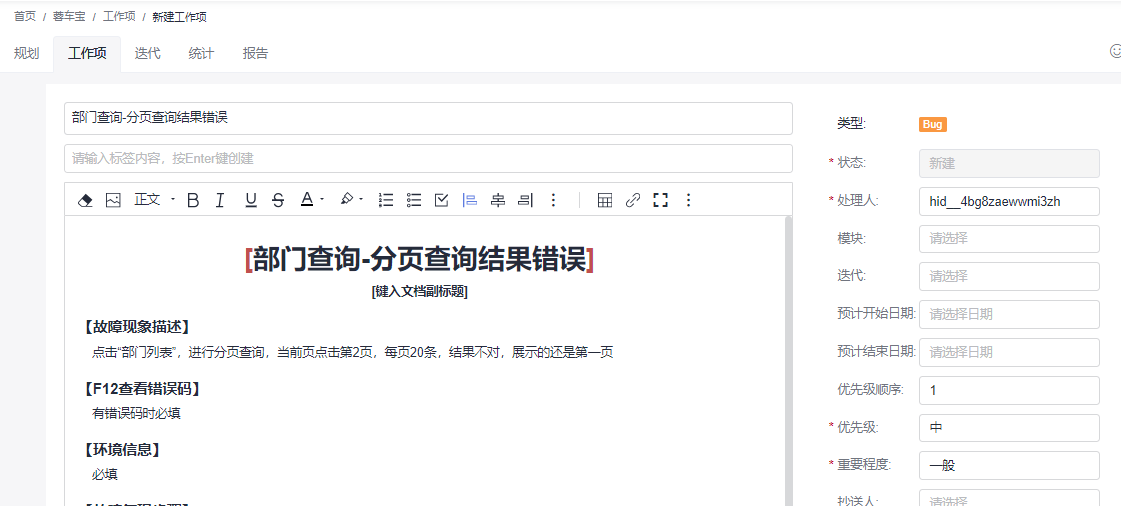 首页 / 蓉车宝 / 工作项 / 新建工作项
规划 工作项 迭代 统计 报告
部门查询-分页查询结果错误
请输入标签内容，按Enter键创建
正文 B I U S A
[部门查询-分页查询结果错误]
[键入文档副标题]
【故障现象描述】
点击“部门列表”，进行分页查询，当前页点击第2页，每页20条，结果不对，展示的还是第一页
【F12查看错误码】
有错误码时必填
【环境信息】
必填
类型: Bug
* 状态: 新建
* 处理人: hid__4bg8zaewwmi3zh
模块: 请选择
迭代: 请选择
预计开始日期: 请选择日期
预计结束日期: 请选择日期
优先级顺序: 1
* 优先级: 中
* 重要程度: 一般
抄送人: 请选择